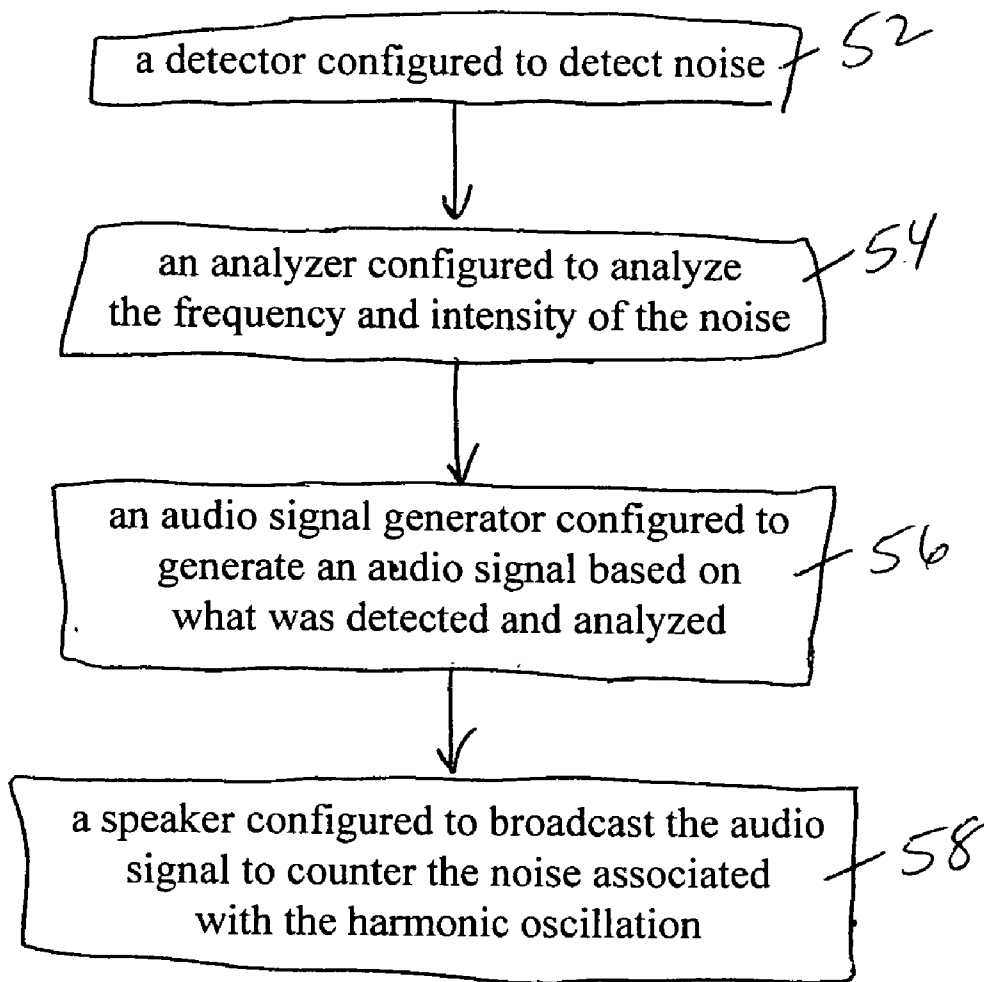 a detector configured to detect noise 52
an analyzer configured to analyze 54
the frequency and intensity of the noise
an audio signal generator configured to
generate an audio signal based on 56
what was detected and analyzed
a speaker configured to broadcast the audio
signal to counter the noise associated 58
with the harmonic oscillation